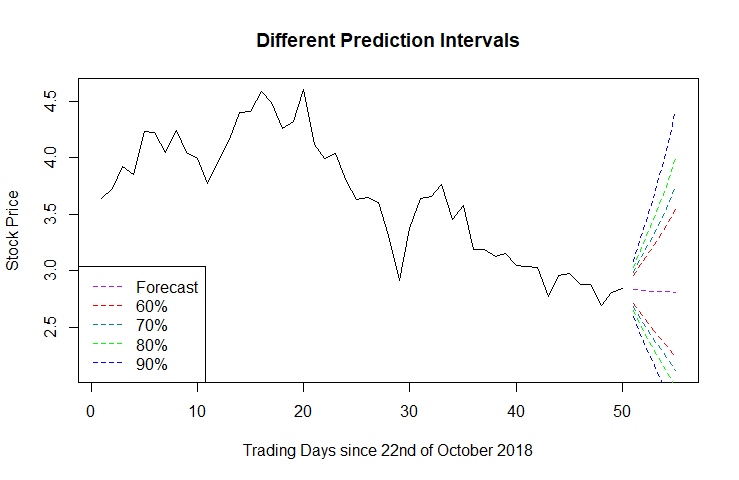 Different Prediction Intervals
Stock Price
4.5
4.0
3.5
3.0
2.5
Forecast
60%
70%
80%
90%
0 10 20 30 40 50
Trading Days since 22nd of October 2018